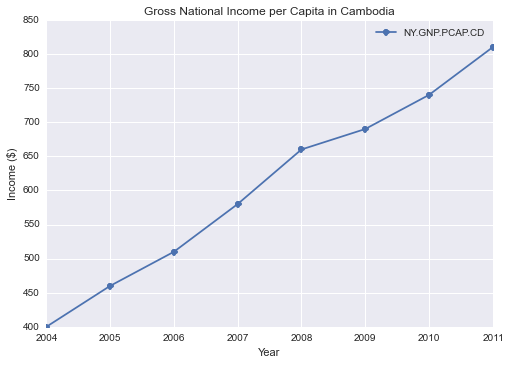 Gross National Income per Capita in Cambodia
NY.GNP.PCAP.CD
850
800
750
700
650
600
550
500
450
400
Income ($)
2004 2005 2006 2007 2008 2009 2010 2011
Year